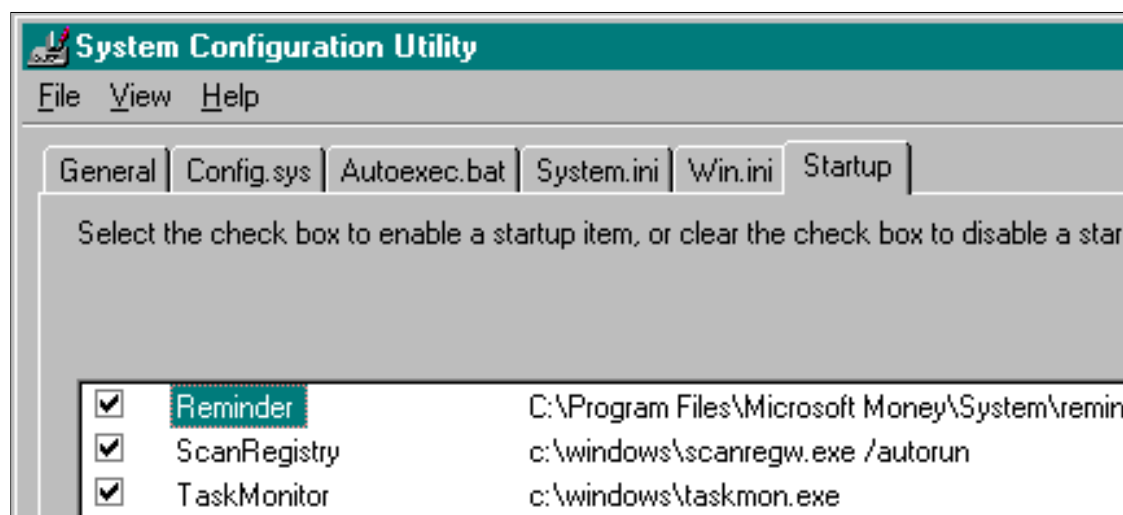 System Configuration Utility
File View Help
General Config.sys Autoexec.bat System.ini Win.ini Startup
Select the check box to enable a startup item, or clear the check box to disable a star
Reminder C:\Program Files\Microsoft Money\System\remin
ScanRegistry c:\windows\scanregw.exe /autorun
TaskMonitor c:\windows\taskmon.exe